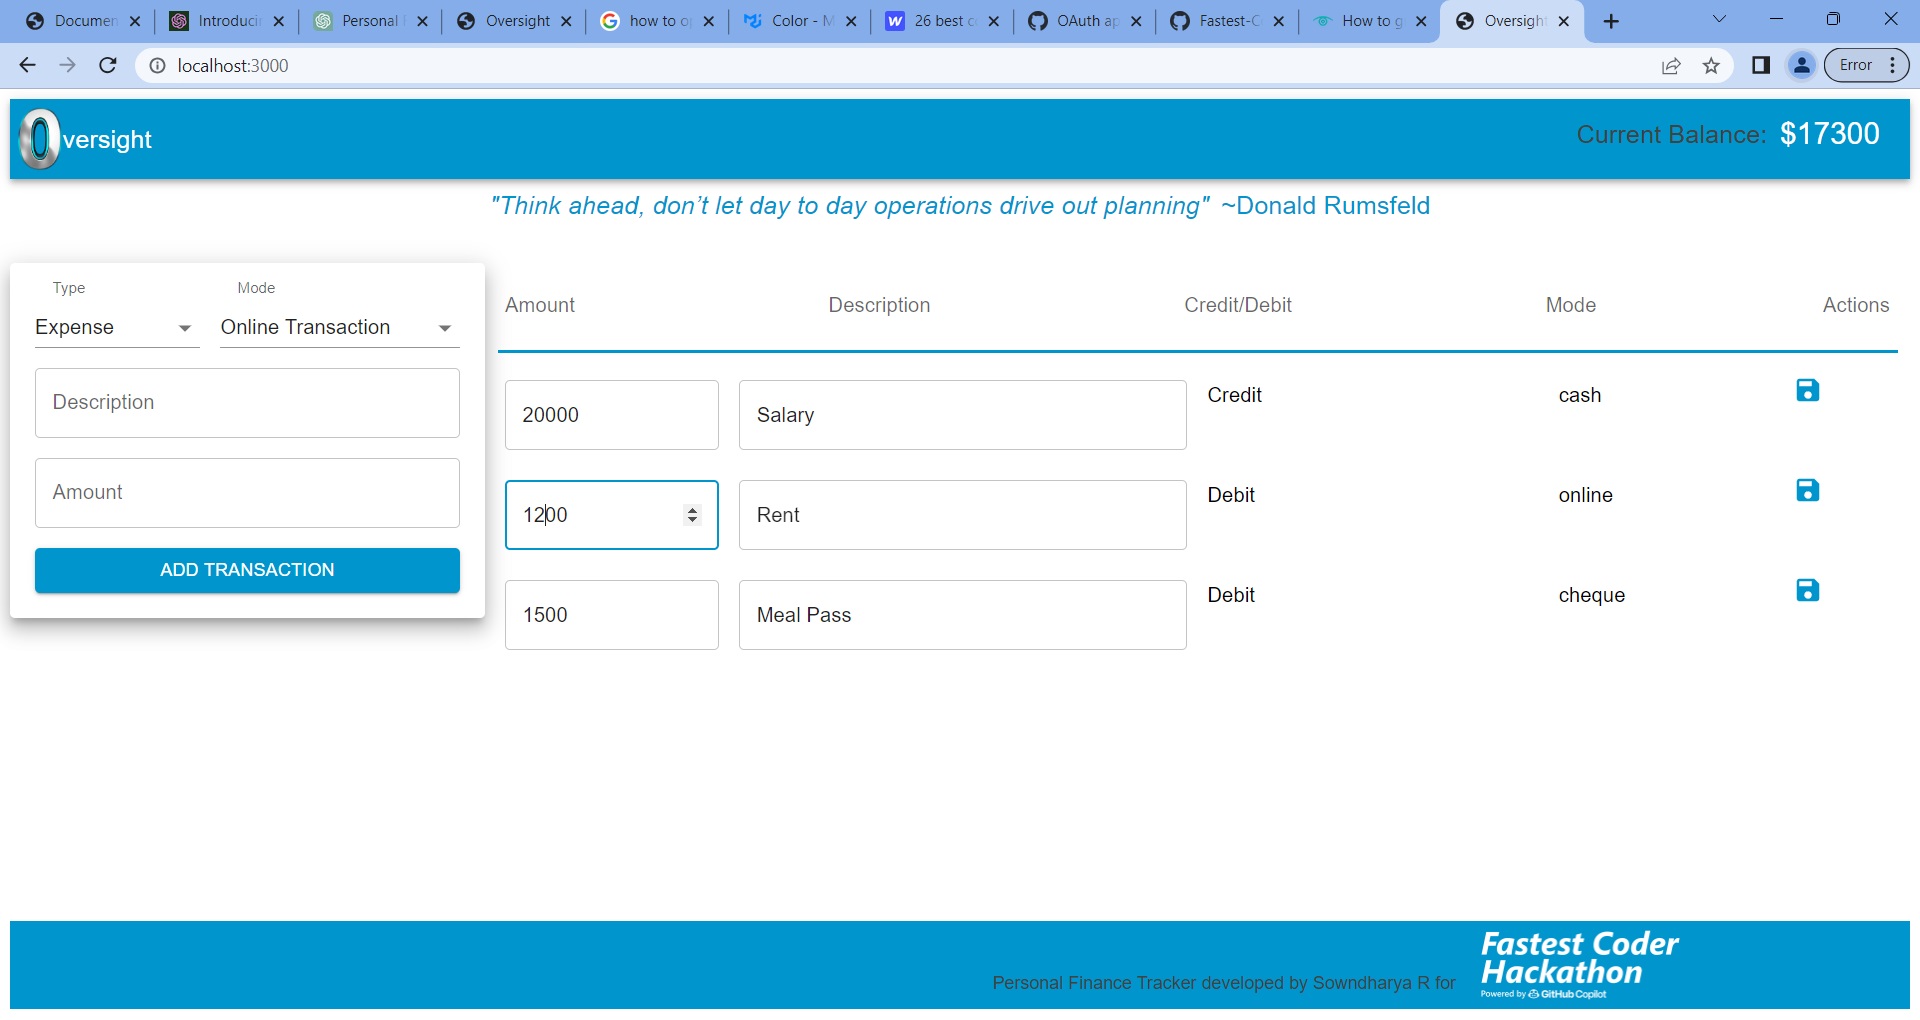 Documen
Introducin
Personal
Oversight
how to o
Color - M
26 best c
OAuth ap
Fastest-C
How to g
Oversight
localhost:3000
Error
Oversight
Current Balance: $17300
"Think ahead, don't let day to day operations drive out planning" ~Donald Rumsfeld
Type Mode
Expense Online Transaction
Description
Amount
ADD TRANSACTION
Amount Description Credit/Debit Mode Actions
20000 Salary Credit cash
1200 Rent Debit online
1500 Meal Pass Debit cheque
Personal Finance Tracker developed by Sowndharya R for
Fastest Coder
Hackathon
Powered by GitHub Copilot